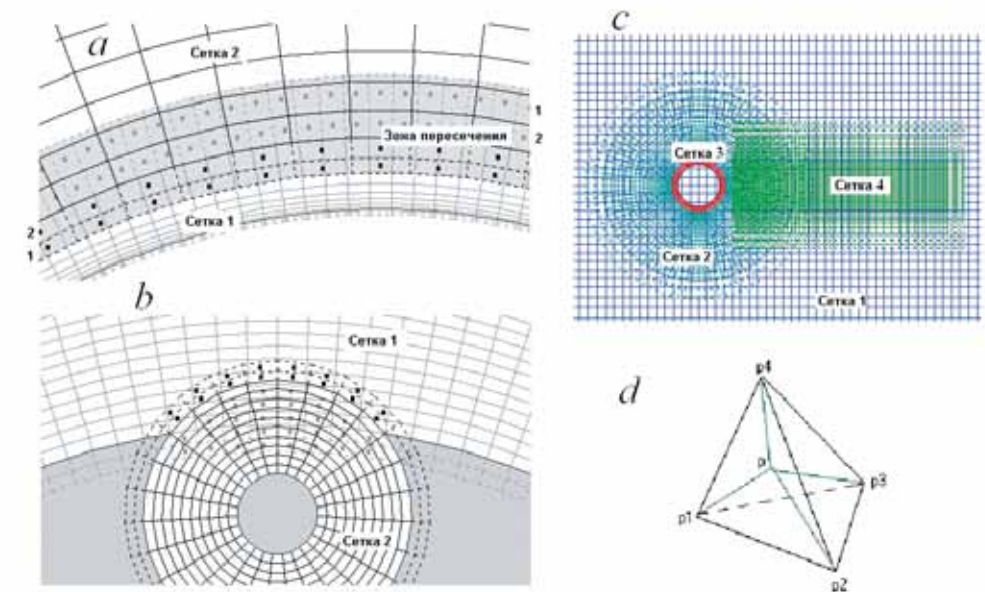 a
Сетка 2
1
Зона пересечения
2
Сетка 1
2
1
b
Сетка 1
Сетка 2
c
Сетка 3
Сетка 4
Сетка 2
Сетка 1
d
p4
p
p3
p1
p2